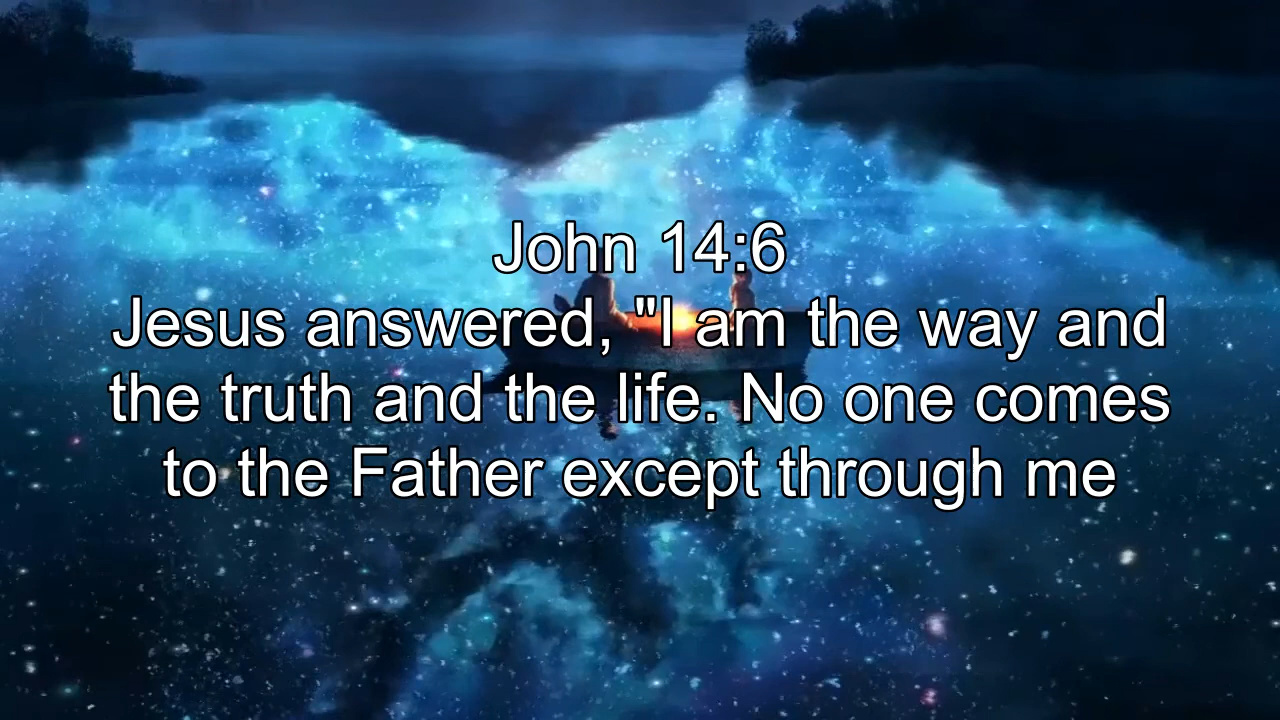 John 14:6
Jesus answered, "I am the way and
the truth and the life. No one comes
to the Father except through me